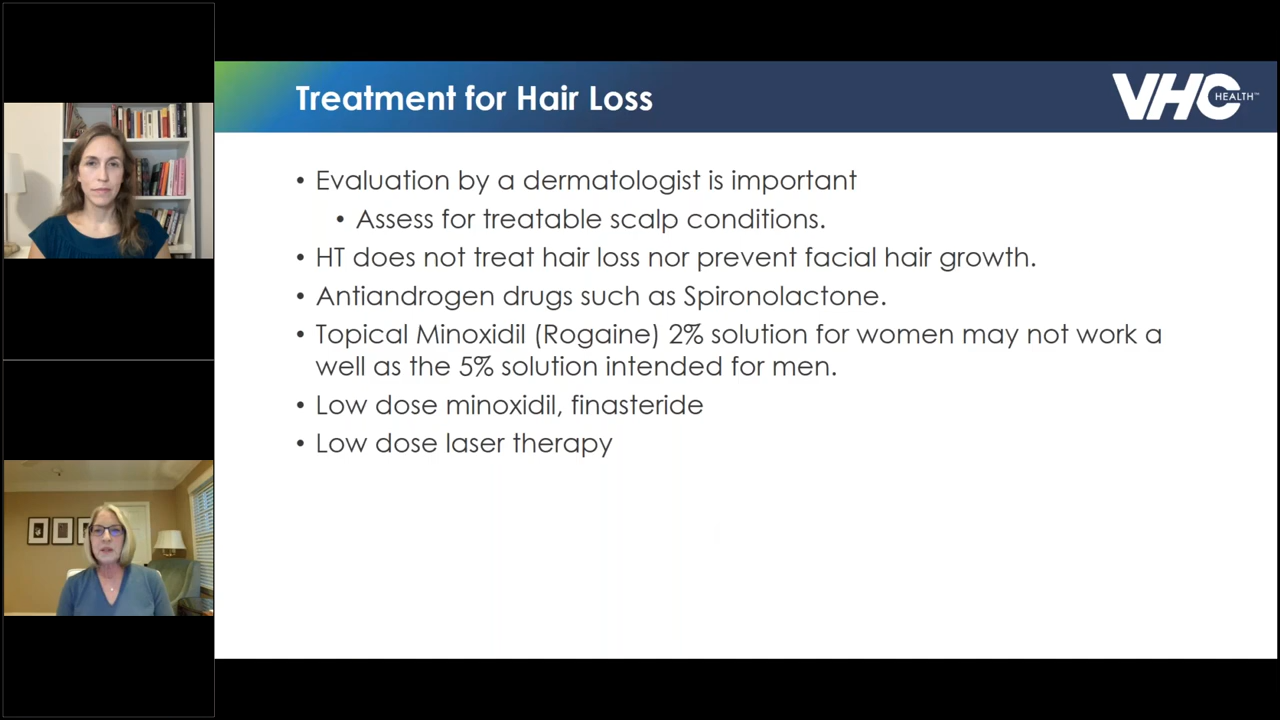 Treatment for Hair Loss
VHC HEALTH™
• Evaluation by a dermatologist is important
• Assess for treatable scalp conditions.
• HT does not treat hair loss nor prevent facial hair growth.
• Antiandrogen drugs such as Spironolactone.
• Topical Minoxidil (Rogaine) 2% solution for women may not work a
well as the 5% solution intended for men.
• Low dose minoxidil, finasteride
• Low dose laser therapy